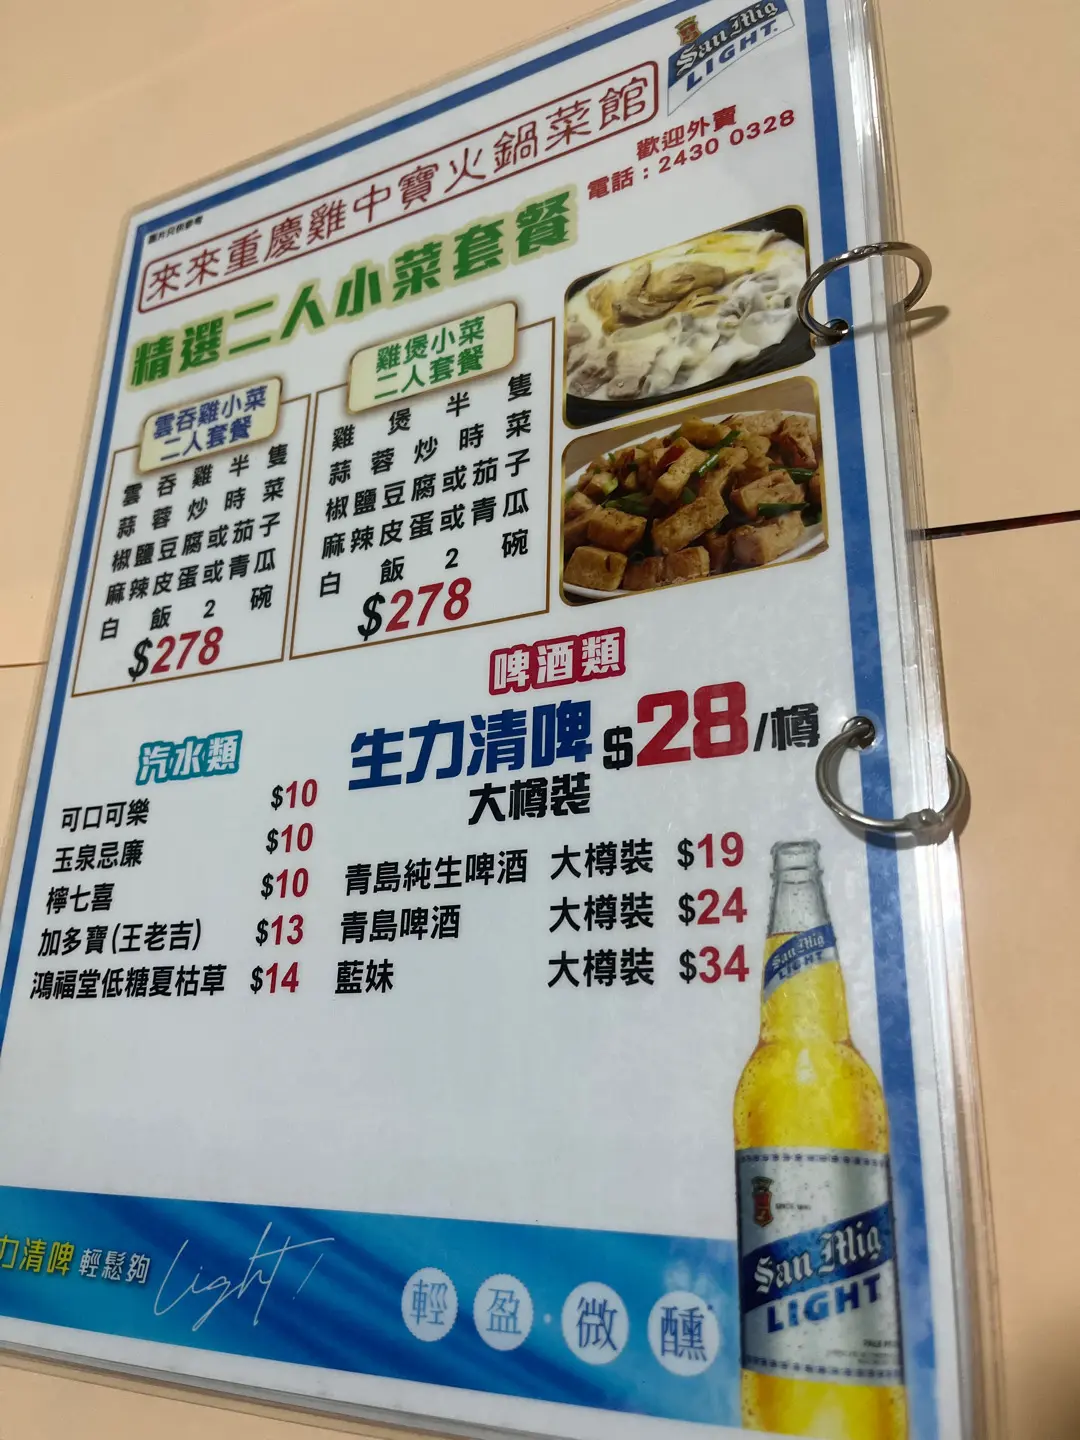 San Mig
LIGHT
圖片只供參考
來來重慶雞中寶火鍋菜館
歡迎外賣
電話：2430 0328
精選二人小菜套餐
雲吞雞小菜
二人套餐
雲吞雞半隻
蒜蓉炒時菜
椒鹽豆腐或茄子
麻辣皮蛋或青瓜
白飯2碗
$278
雞煲小菜
二人套餐
雞煲半隻
蒜蓉炒時菜
椒鹽豆腐或茄子
麻辣皮蛋或青瓜
白飯2碗
$278
汽水類
可口可樂 $10
玉泉忌廉 $10
檸七喜 $10
加多寶(王老吉) $13
鴻福堂低糖夏枯草 $14
啤酒類
生力清啤 $28/樽
大樽裝
青島純生啤酒 大樽裝 $19
青島啤酒 大樽裝 $24
藍妹 大樽裝 $34
San Mig
LIGHT
San Mig
LIGHT
力清啤 輕鬆夠 Light!
輕盈·微醺